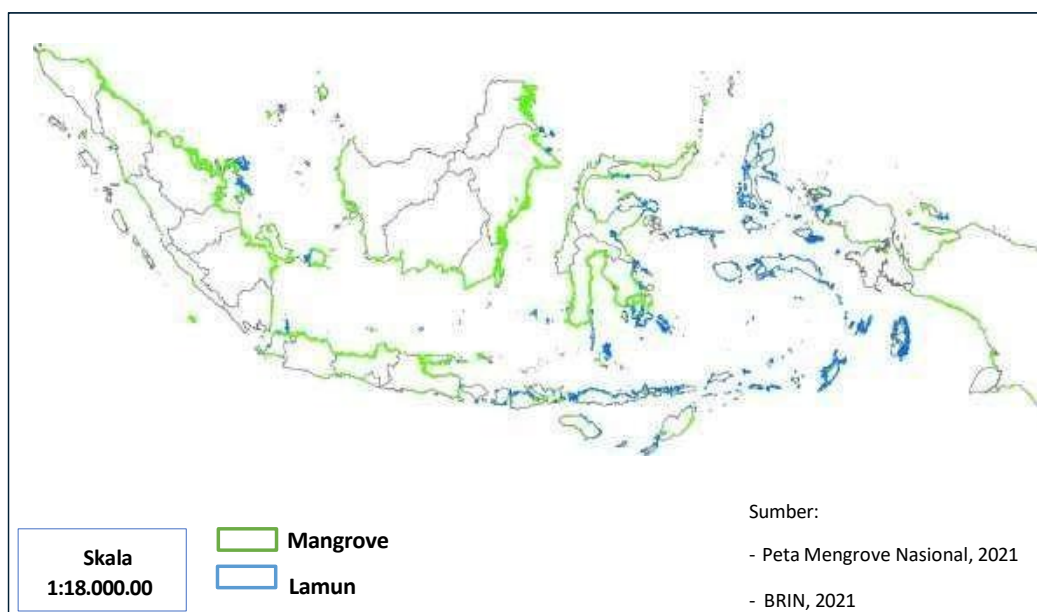 Skala
1:18.000.00
Mangrove
Lamun
Sumber:
- Peta Mengrove Nasional, 2021
- BRIN, 2021